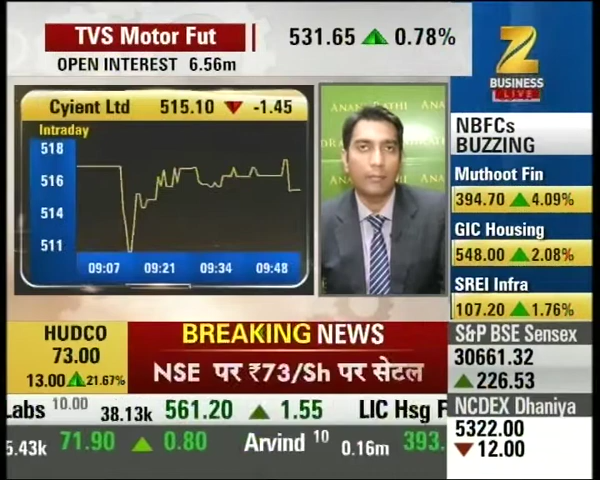 TVS Motor Fut
531.65 0.78%
OPEN INTEREST 6.56m
Z
BUSINESS
LIVE
Cyient Ltd 515.10 -1.45
Intraday
518
516
514
511
09:07 09:21 09:34 09:48
ANAND RATHI
NBFCs
BUZZING
Muthoot Fin
394.70 4.09%
GIC Housing
548.00 2.08%
SREI Infra
107.20 1.76%
HUDCO
73.00
13.00 21.67%
BREAKING NEWS
NSE पर ₹73/Sh पर सेटल
S&P BSE Sensex
30661.32
226.53
Labs 10.00 38.13k 561.20 1.55 LIC Hsg F
NCDEX Dhaniya
5322.00
12.00
5.43k 71.90 0.80 Arvind 10 0.16m 393.